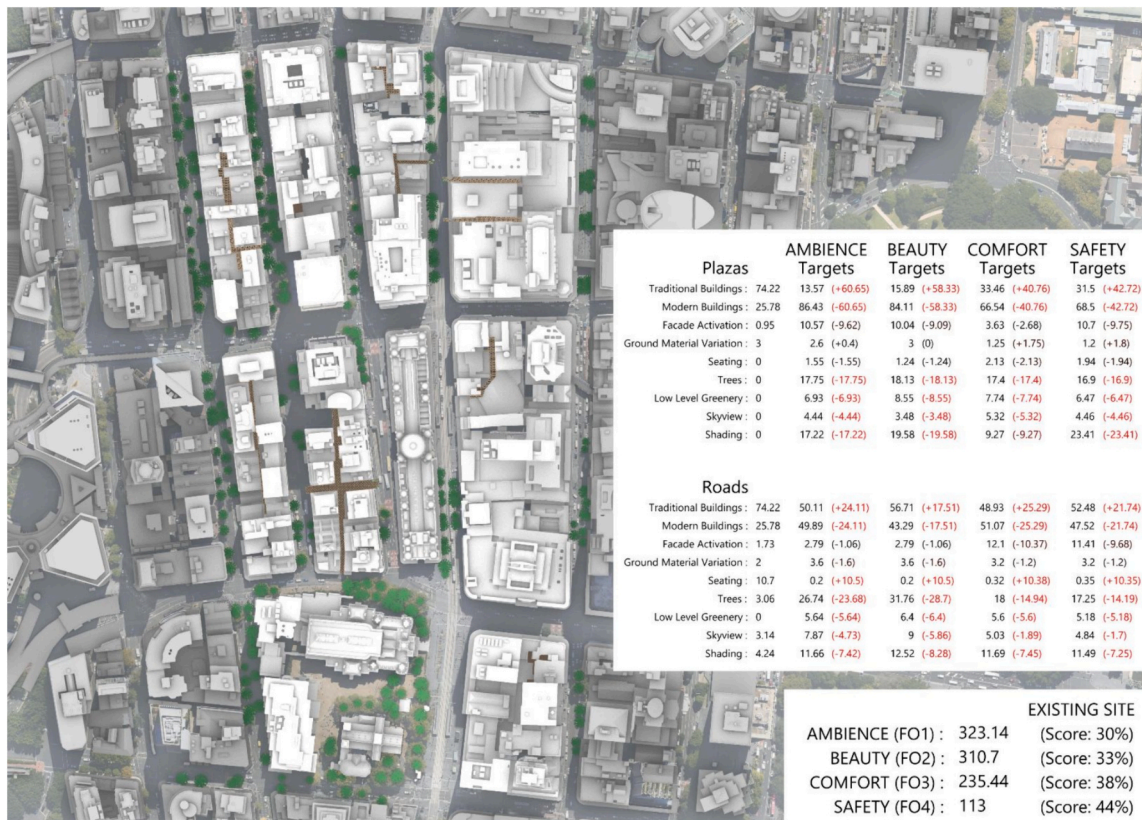 AMBIENCE BEAUTY COMFORT SAFETY
Plazas Targets Targets Targets Targets
Traditional Buildings : 74.22 13.57 (+60.65) 15.89 (+58.33) 33.46 (+40.76) 31.5 (+42.72)
Modern Buildings : 25.78 86.43 (-60.65) 84.11 (-58.33) 66.54 (-40.76) 68.5 (-42.72)
Facade Activation : 0.95 10.57 (-9.62) 10.04 (-9.09) 3.63 (-2.68) 10.7 (-9.75)
Ground Material Variation : 3 2.6 (+0.4) 3 (0) 1.25 (+1.75) 1.2 (+1.8)
Seating : 0 1.55 (-1.55) 1.24 (-1.24) 2.13 (-2.13) 1.94 (-1.94)
Trees : 0 17.75 (-17.75) 18.13 (-18.13) 17.4 (-17.4) 16.9 (-16.9)
Low Level Greenery : 0 6.93 (-6.93) 8.55 (-8.55) 7.74 (-7.74) 6.47 (-6.47)
Skyview : 0 4.44 (-4.44) 3.48 (-3.48) 5.32 (-5.32) 4.46 (-4.46)
Shading : 0 17.22 (-17.22) 19.58 (-19.58) 9.27 (-9.27) 23.41 (-23.41)
Roads
Traditional Buildings : 74.22 50.11 (+24.11) 56.71 (+17.51) 48.93 (+25.29) 52.48 (+21.74)
Modern Buildings : 25.78 49.89 (-24.11) 43.29 (-17.51) 51.07 (-25.29) 47.52 (-21.74)
Facade Activation : 1.73 2.79 (-1.06) 2.79 (-1.06) 12.1 (-10.37) 11.41 (-9.68)
Ground Material Variation : 2 3.6 (-1.6) 3.6 (-1.6) 3.2 (-1.2) 3.2 (-1.2)
Seating : 10.7 0.2 (+10.5) 0.2 (+10.5) 0.32 (+10.38) 0.35 (+10.35)
Trees : 3.06 26.74 (-23.68) 31.76 (-28.7) 18 (-14.94) 17.25 (-14.19)
Low Level Greenery : 0 5.64 (-5.64) 6.4 (-6.4) 5.6 (-5.6) 5.18 (-5.18)
Skyview : 3.14 7.87 (-4.73) 9 (-5.86) 5.03 (-1.89) 4.84 (-1.7)
Shading : 4.24 11.66 (-7.42) 12.52 (-8.28) 11.69 (-7.45) 11.49 (-7.25)
EXISTING SITE
AMBIENCE (FO1) : 323.14 (Score: 30%)
BEAUTY (FO2) : 310.7 (Score: 33%)
COMFORT (FO3) : 235.44 (Score: 38%)
SAFETY (FO4) : 113 (Score: 44%)